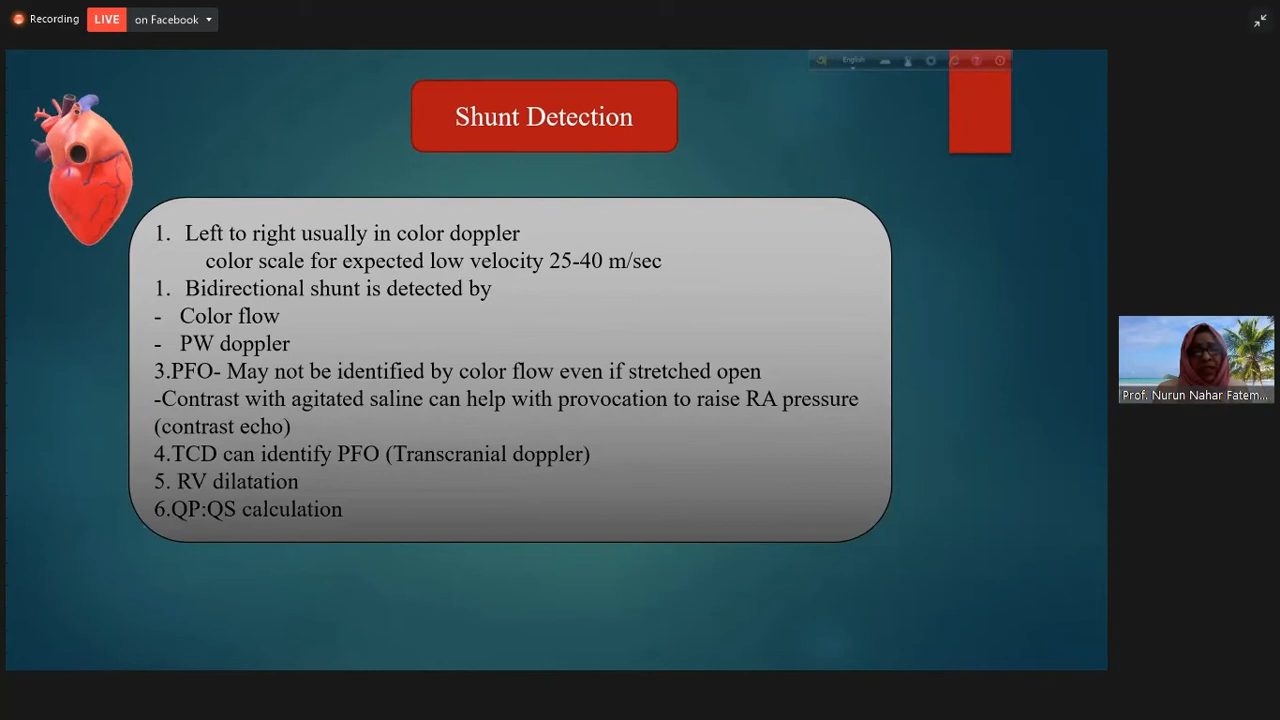 Recording
LIVE
on Facebook
English
Shunt Detection
1. Left to right usually in color doppler
color scale for expected low velocity 25-40 m/sec
1. Bidirectional shunt is detected by
- Color flow
- PW doppler
3.PFO- May not be identified by color flow even if stretched open
-Contrast with agitated saline can help with provocation to raise RA pressure
(contrast echo)
4.TCD can identify PFO (Transcranial doppler)
5. RV dilatation
6.QP:QS calculation
Prof. Nurun Nahar Fatem...